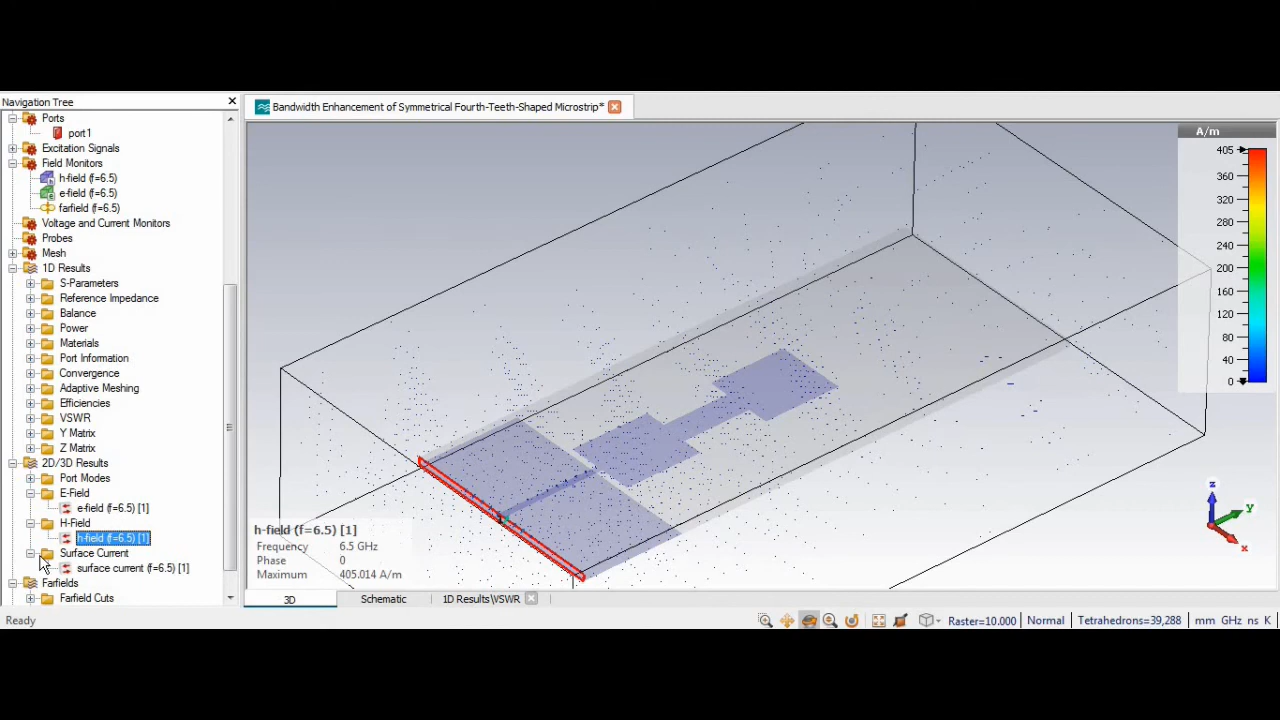 Navigation Tree
Bandwidth Enhancement of Symmetrical Fourth-Teeth-Shaped Microstrip*
Ports
port1
Excitation Signals
Field Monitors
h-field (f=6.5)
e-field (f=6.5)
farfield (f=6.5)
Voltage and Current Monitors
Probes
Mesh
1D Results
S-Parameters
Reference Impedance
Balance
Power
Materials
Port Information
Convergence
Adaptive Meshing
Efficiencies
VSWR
Y Matrix
Z Matrix
2D/3D Results
Port Modes
E-Field
e-field (f=6.5) [1]
H-Field
h-field (f=6.5) [1]
Surface Current
surface current (f=6.5) [1]
Farfields
Farfield Cuts
A/m
405
360
320
280
240
200
160
120
80
40
0
z
y
x
h-field (f=6.5) [1]
Frequency 6.5 GHz
Phase 0
Maximum 405.014 A/m
3D Schematic 1D Results\VSWR
Ready Raster=10.000 Normal Tetrahedrons=39,288 mm GHz ns K